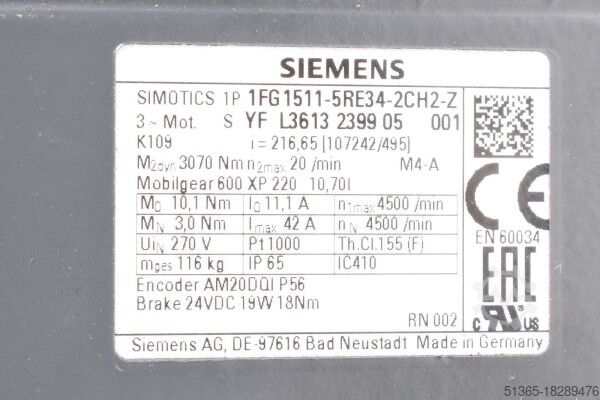 SIEMENS
SIMOTICS 1P 1FG1511-5RE34-2CH2-Z
3~ Mot. S YF L3613 2399 05 001
K109 i = 216,65 [107242/495]
M2dyn 3070 Nm n2max 20 /min M4-A
Mobilgear 600 XP 220 10,70l
M0 10,1 Nm I0 11,1 A n1max 4500 /min
MN 3,0 Nm Imax 42 A nN 4500 /min
UIN 270 V Pt1000 Th.Cl.155 (F)
mges 116 kg IP 65 IC410
Encoder AM20DQI P56
Brake 24VDC 19W 18Nm
CE
EN 60034
EAC
c UR us
RN 002
Siemens AG, DE-97616 Bad Neustadt Made in Germany
51365-18289476